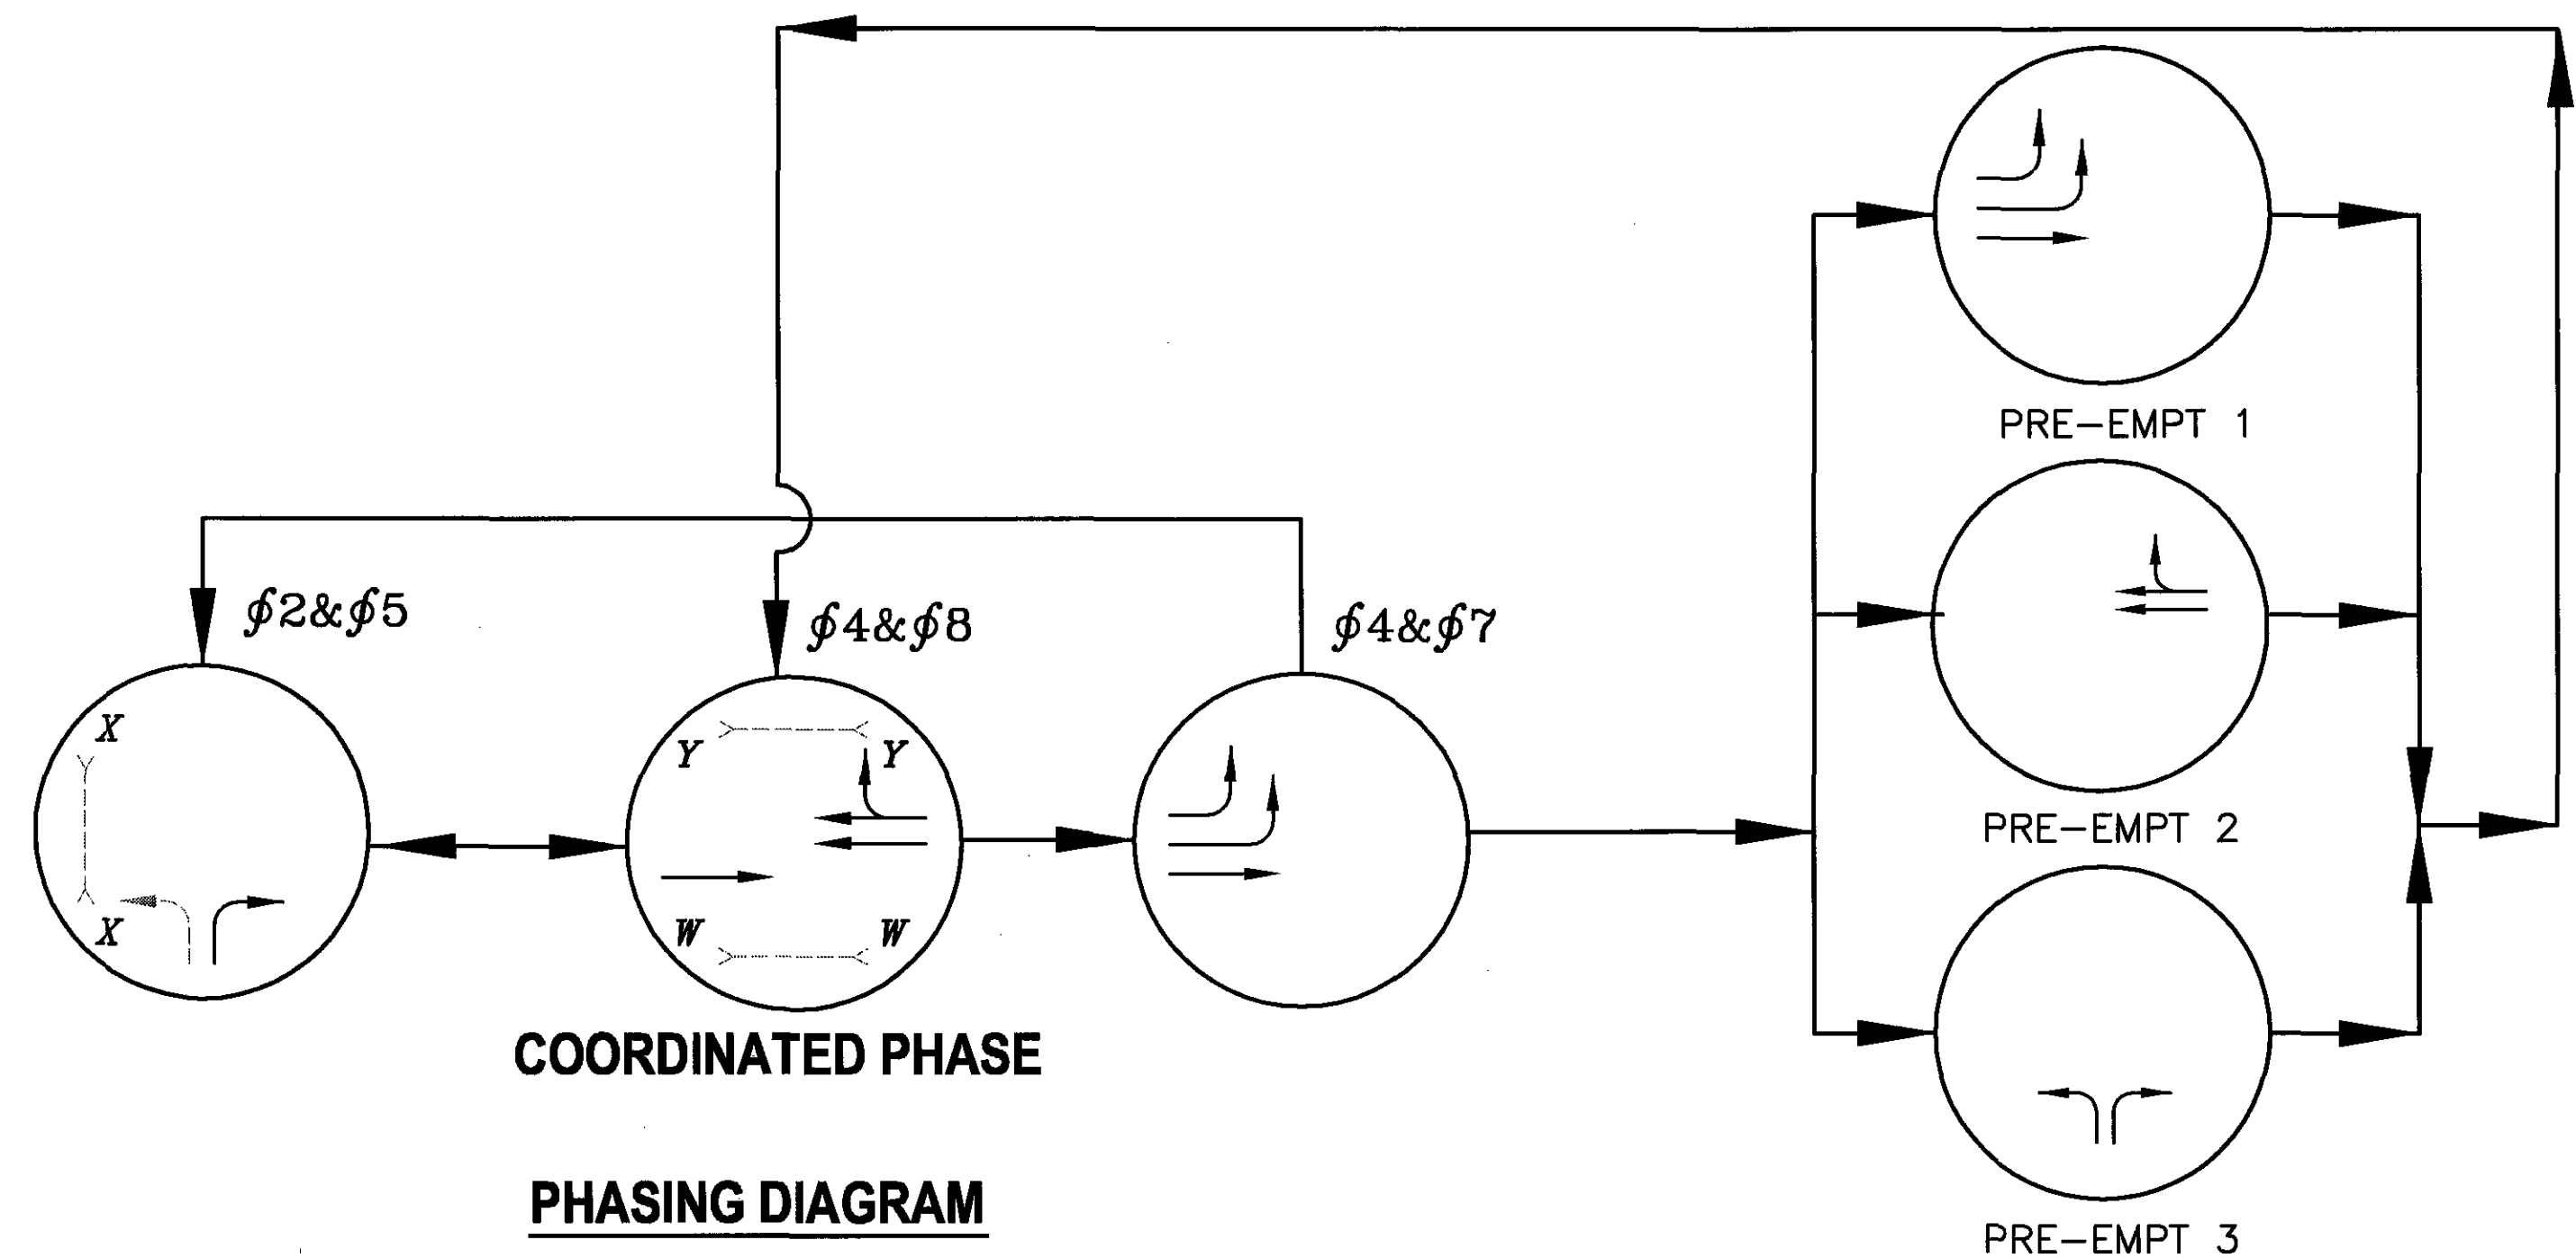 PRE-EMPT 1
∮2&∮5
∮4&∮8
∮4&∮7
X
X
Y Y
W W
PRE-EMPT 2
COORDINATED PHASE
PHASING DIAGRAM
PRE-EMPT 3